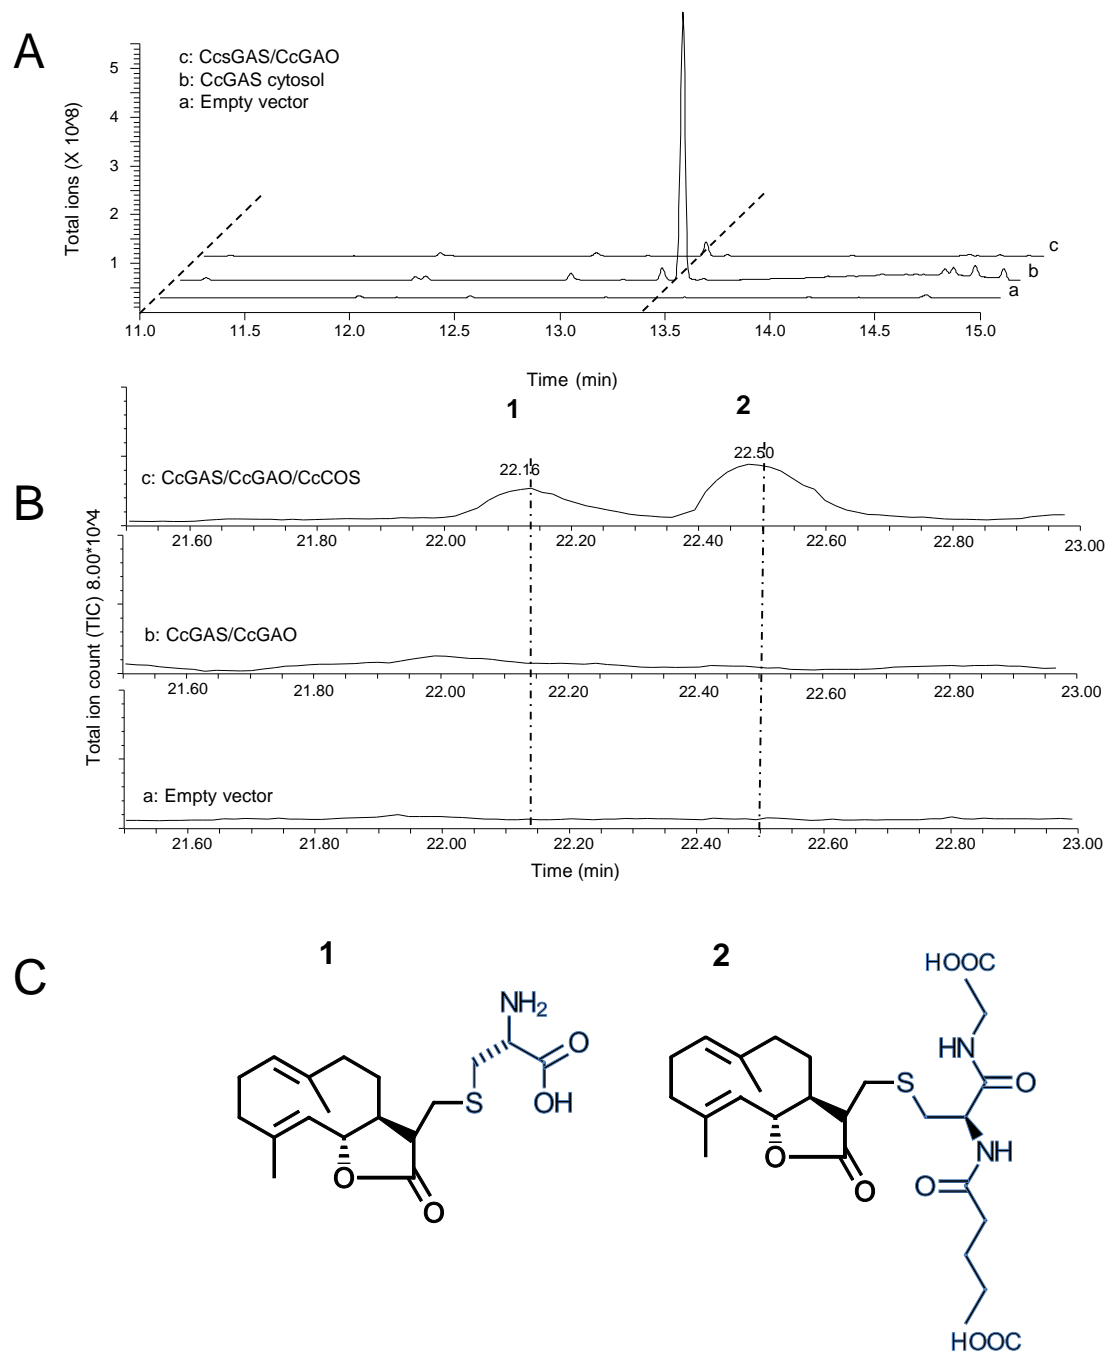 A
c: CcsGAS/CcGAO
b: CcGAS cytosol
a: Empty vector
Total ions (X 10^8)
5
4
3
2
1
c
b
a
11.0 11.5 12.0 12.5 13.0 13.5 14.0 14.5 15.0
Time (min)
1 2
B
Total ion count (TIC) 8.00*10^4
22.16 22.50
c: CcGAS/CcGAO/CcCOS
21.60 21.80 22.00 22.20 22.40 22.60 22.80 23.00
b: CcGAS/CcGAO
21.60 21.80 22.00 22.20 22.40 22.60 22.80 23.00
a: Empty vector
21.60 21.80 22.00 22.20 22.40 22.60 22.80 23.00
Time (min)
C
1
NH2
O
OH
S
O
O
2
HOOC
HN
O
S
NH
O
O
O
HOOC